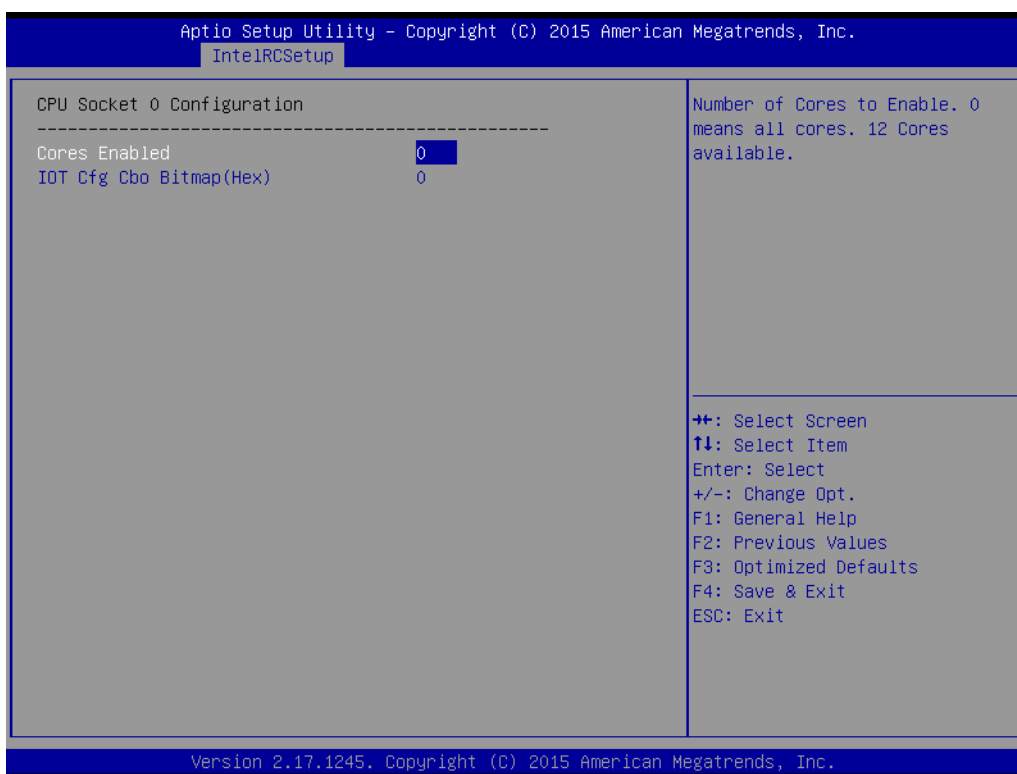 Aptio Setup Utility – Copyright (C) 2015 American Megatrends, Inc.
IntelRCSetup
CPU Socket 0 Configuration
--------------------------------------------------
Cores Enabled 0
IOT Cfg Cbo Bitmap(Hex) 0
Number of Cores to Enable. 0
means all cores. 12 Cores
available.
→←: Select Screen
↑↓: Select Item
Enter: Select
+/-: Change Opt.
F1: General Help
F2: Previous Values
F3: Optimized Defaults
F4: Save & Exit
ESC: Exit
Version 2.17.1245. Copyright (C) 2015 American Megatrends, Inc.